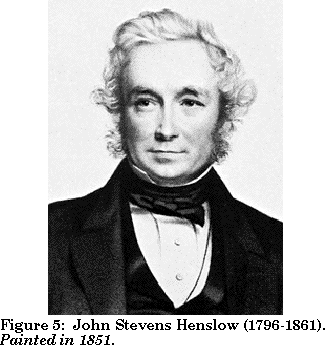 Figure 5:  John Stevens Henslow (1796-1861).
Painted in 1851.